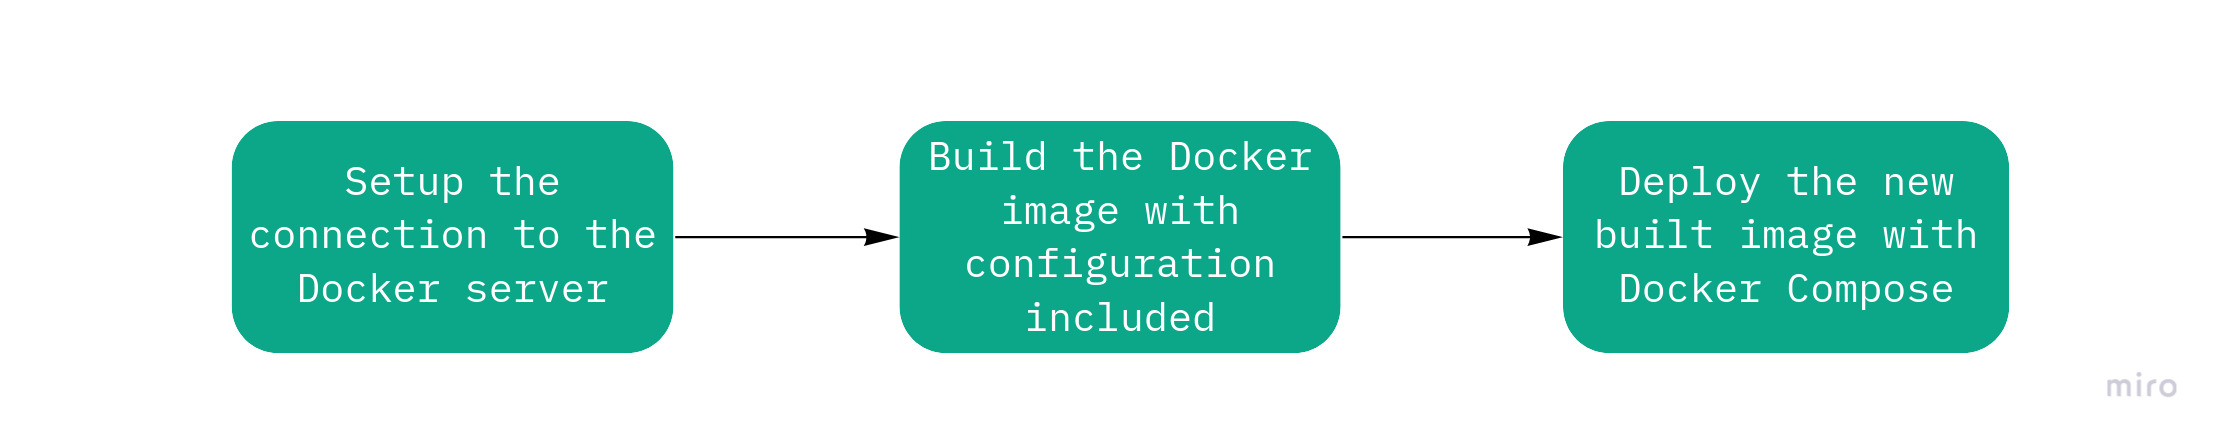 Setup the
connection to the
Docker server
Build the Docker
image with
configuration
included
Deploy the new
built image with
Docker Compose
miro